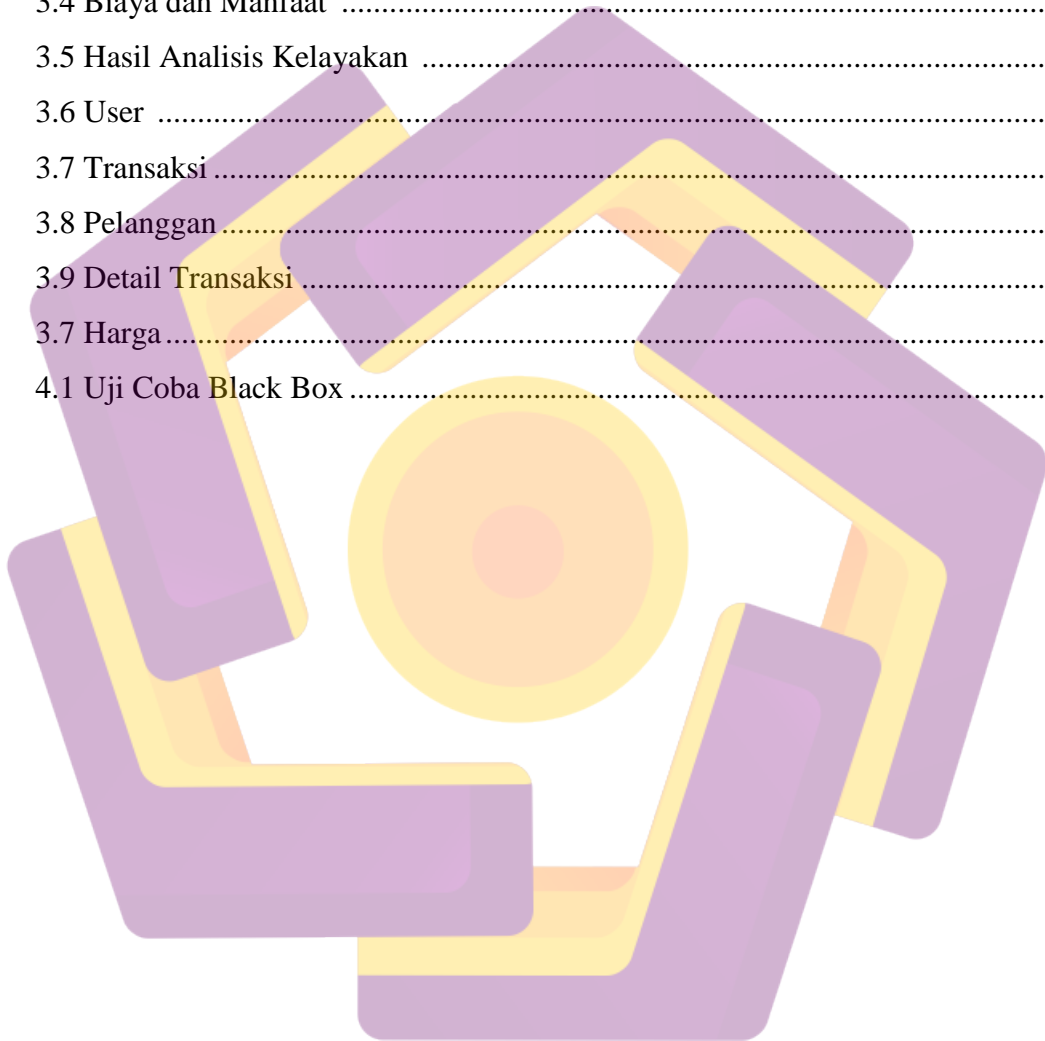 3.4 Biaya dan Manfaat ....................................................................................
3.5 Hasil Analisis Kelayakan ..........................................................................
3.6 User ..........................................................................................................
3.7 Transaksi ...................................................................................................
3.8 Pelanggan ..................................................................................................
3.9 Detail Transaksi .........................................................................................
3.7 Harga .........................................................................................................
4.1 Uji Coba Black Box ...................................................................................